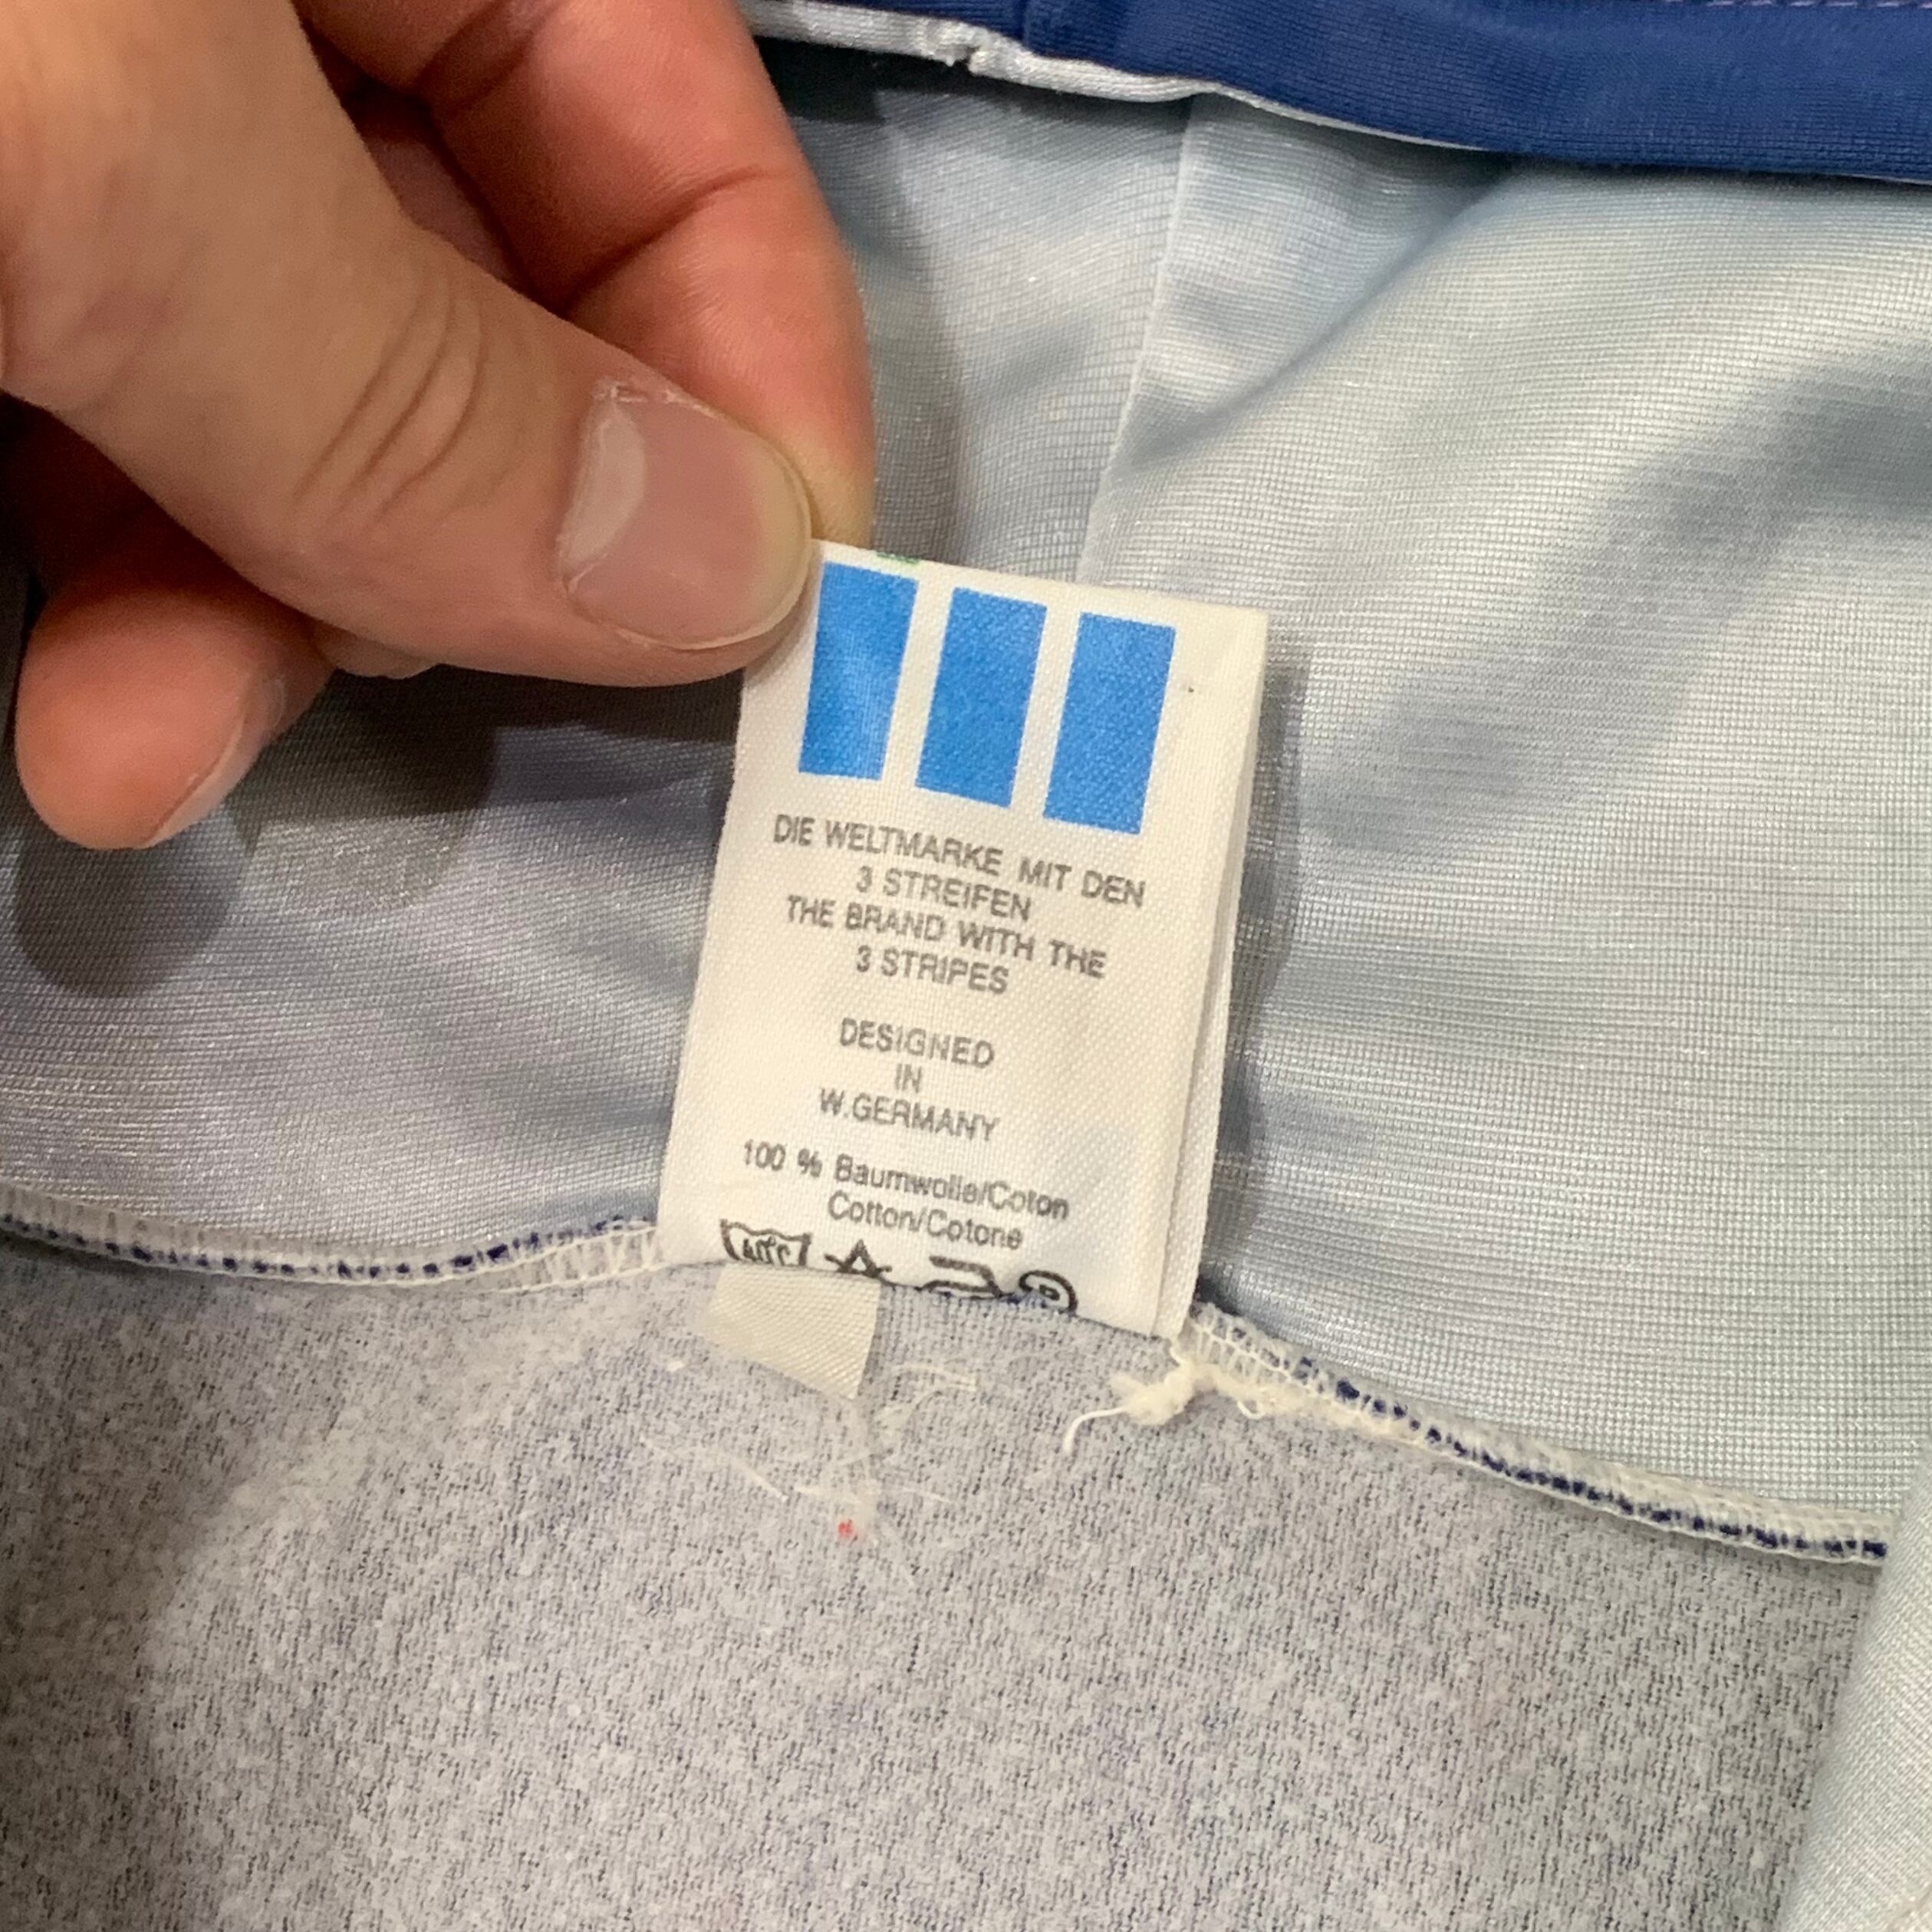 DIE WELTMARKE MIT DEN
3 STREIFEN
THE BRAND WITH THE
3 STRIPES
DESIGNED
IN
W.GERMANY
100 % Baumwolle/Coton
Cotton/Cotone
40°C P